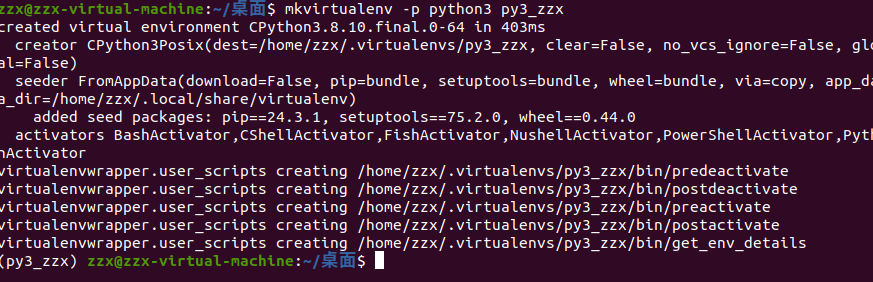 zzx@zzx-virtual-machine:~/桌面$ mkvirtualenv -p python3 py3_zzx
created virtual environment CPython3.8.10.final.0-64 in 403ms
  creator CPython3Posix(dest=/home/zzx/.virtualenvs/py3_zzx, clear=False, no_vcs_ignore=False, glo
al=False)
  seeder FromAppData(download=False, pip=bundle, setuptools=bundle, wheel=bundle, via=copy, app_da
a_dir=/home/zzx/.local/share/virtualenv)
    added seed packages: pip==24.3.1, setuptools==75.2.0, wheel==0.44.0
  activators BashActivator,CShellActivator,FishActivator,NushellActivator,PowerShellActivator,Pyth
nActivator
virtualenvwrapper.user_scripts creating /home/zzx/.virtualenvs/py3_zzx/bin/predeactivate
virtualenvwrapper.user_scripts creating /home/zzx/.virtualenvs/py3_zzx/bin/postdeactivate
virtualenvwrapper.user_scripts creating /home/zzx/.virtualenvs/py3_zzx/bin/preactivate
virtualenvwrapper.user_scripts creating /home/zzx/.virtualenvs/py3_zzx/bin/postactivate
virtualenvwrapper.user_scripts creating /home/zzx/.virtualenvs/py3_zzx/bin/get_env_details
(py3_zzx) zzx@zzx-virtual-machine:~/桌面$